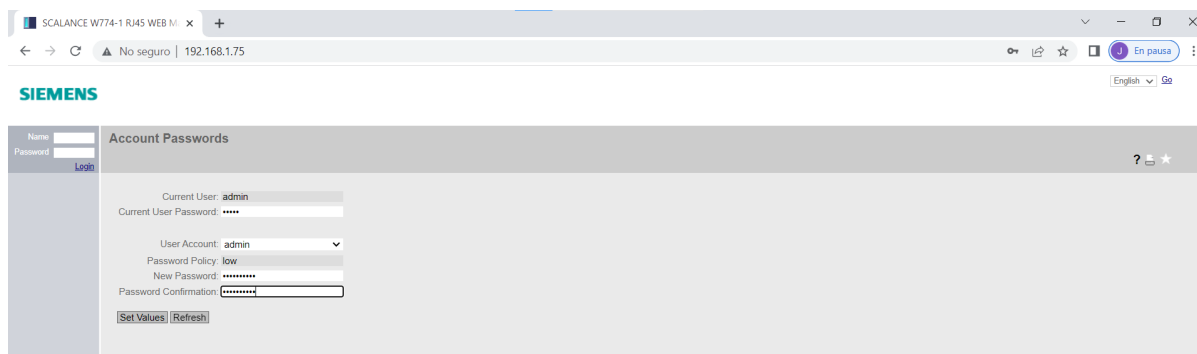 SCALANCE W774-1 RJ45 WEB M
No seguro | 192.168.1.75
En pausa
J
English Go
SIEMENS
Name
Password
Login
Account Passwords
?
Current User: admin
Current User Password: •••••
User Account: admin
Password Policy: low
New Password: ••••••••••
Password Confirmation: ••••••••••
Set Values Refresh